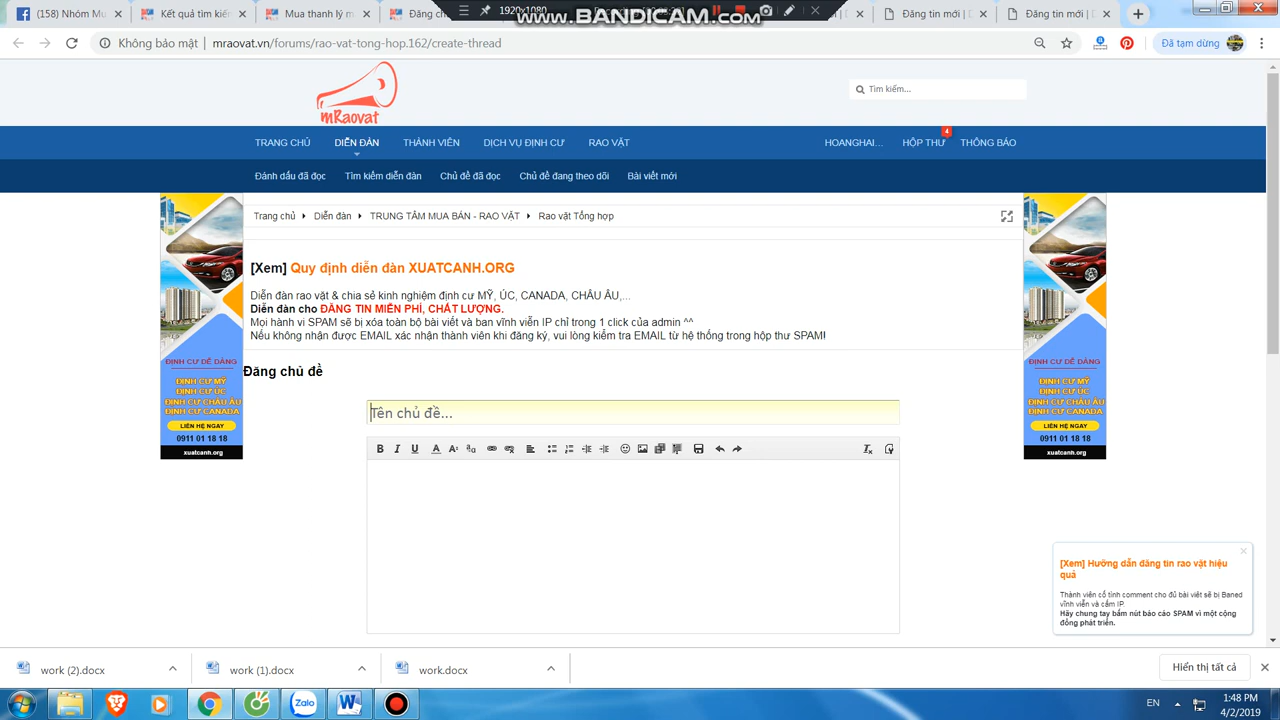 (58) Nhóm Mu
Kết quả tìm kiế
Mua thanh lý m
Đăng ch
1920x1080
www.BANDICAM.com
Đăng tin mới
Đăng tin mới
Không bảo mật
mraovat.vn/forums/rao-vat-tong-hop.162/create-thread
Đã tạm dừng
mRaovat
Tìm kiếm...
TRANG CHỦ
DIỄN ĐÀN
THÀNH VIÊN
DỊCH VỤ ĐỊNH CƯ
RAO VẶT
HOANGHAI...
HỘP THƯ
4
THÔNG BÁO
Đánh dấu đã đọc
Tìm kiếm diễn đàn
Chủ đề đã đọc
Chủ đề đang theo dõi
Bài viết mới
Trang chủ
Diễn đàn
TRUNG TÂM MUA BÁN - RAO VẶT
Rao vặt Tổng hợp
[Xem] Quy định diễn đàn XUATCANH.ORG
Diễn đàn rao vặt & chia sẻ kinh nghiệm định cư MỸ, ÚC, CANADA, CHÂU ÂU,...
Diễn đàn cho ĐĂNG TIN MIỄN PHÍ, CHẤT LƯỢNG.
Mọi hành vi SPAM sẽ bị xóa toàn bộ bài viết và ban vĩnh viễn IP chỉ trong 1 click của admin ^^
Nếu không nhận được EMAIL xác nhận thành viên khi đăng ký, vui lòng kiểm tra EMAIL từ hệ thống trong hộp thư SPAM!
Đăng chủ đề
Tên chủ đề...
ĐỊNH CƯ DỄ DÀNG
ĐỊNH CƯ MỸ
ĐỊNH CƯ ÚC
ĐỊNH CƯ CHÂU ÂU
ĐỊNH CƯ CANADA
LIÊN HỆ NGAY
0911 01 18 18
xuatcanh.org
ĐỊNH CƯ DỄ DÀNG
ĐỊNH CƯ MỸ
ĐỊNH CƯ ÚC
ĐỊNH CƯ CHÂU ÂU
ĐỊNH CƯ CANADA
LIÊN HỆ NGAY
0911 01 18 18
xuatcanh.org
[Xem] Hướng dẫn đăng tin rao vặt hiệu
quả
Thành viên cố tình comment cho đủ bài viết sẽ bị Baned
vĩnh viễn và cấm IP.
Hãy chung tay bấm nút báo cáo SPAM vì một cộng
đồng phát triển.
work (2).docx
work (1).docx
work.docx
Hiển thị tất cả
Zalo
EN
1:48 PM
4/2/2019